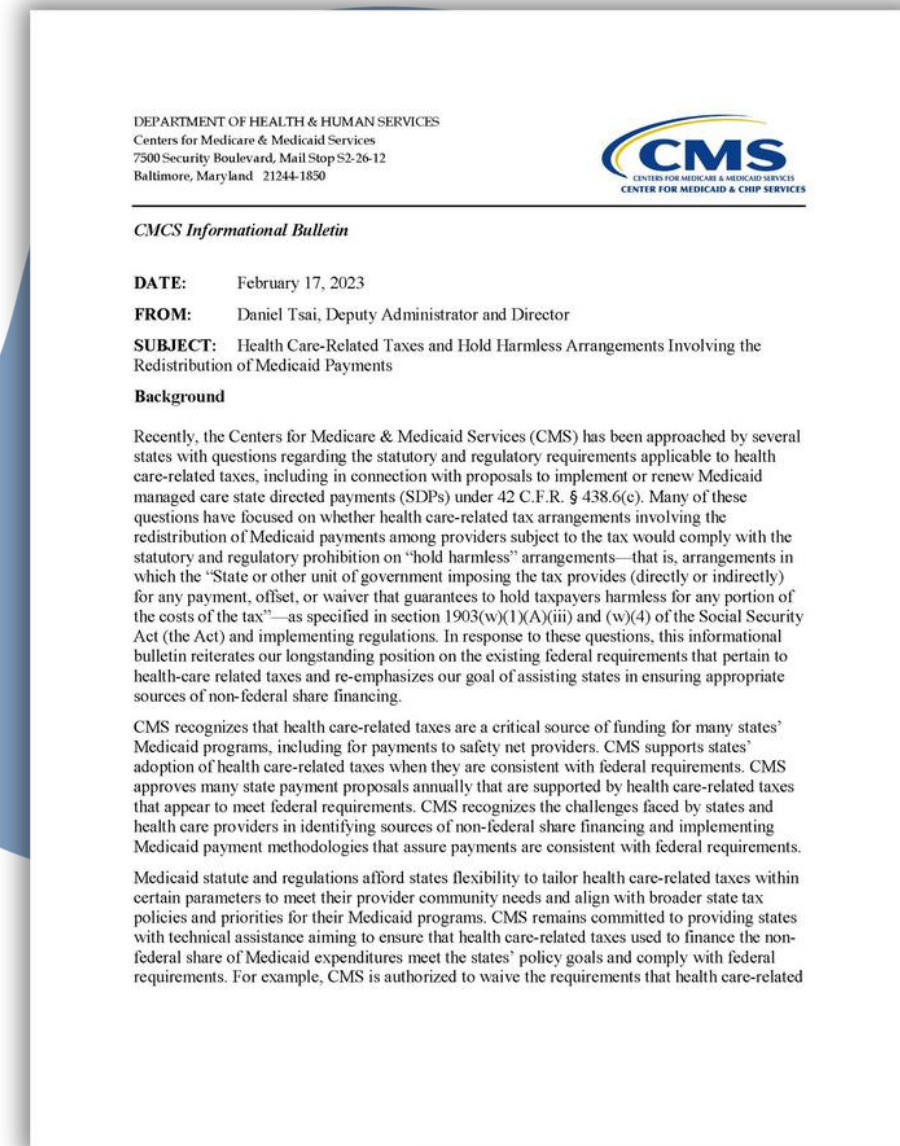 DEPARTMENT OF HEALTH & HUMAN SERVICES
Centers for Medicare & Medicaid Services
7500 Security Boulevard, Mail Stop S2-26-12
Baltimore, Maryland 21244-1850
CMS
CENTERS FOR MEDICARE & MEDICAID SERVICES
CENTER FOR MEDICAID & CHIP SERVICES
CMCS Informational Bulletin
DATE: February 17, 2023
FROM: Daniel Tsai, Deputy Administrator and Director
SUBJECT: Health Care-Related Taxes and Hold Harmless Arrangements Involving the
Redistribution of Medicaid Payments
Background
Recently, the Centers for Medicare & Medicaid Services (CMS) has been approached by several
states with questions regarding the statutory and regulatory requirements applicable to health
care-related taxes, including in connection with proposals to implement or renew Medicaid
managed care state directed payments (SDPs) under 42 C.F.R. § 438.6(c). Many of these
questions have focused on whether health care-related tax arrangements involving the
redistribution of Medicaid payments among providers subject to the tax would comply with the
statutory and regulatory prohibition on “hold harmless” arrangements—that is, arrangements in
which the “State or other unit of government imposing the tax provides (directly or indirectly)
for any payment, offset, or waiver that guarantees to hold taxpayers harmless for any portion of
the costs of the tax”—as specified in section 1903(w)(1)(A)(iii) and (w)(4) of the Social Security
Act (the Act) and implementing regulations. In response to these questions, this informational
bulletin reiterates our longstanding position on the existing federal requirements that pertain to
health-care related taxes and re-emphasizes our goal of assisting states in ensuring appropriate
sources of non-federal share financing.
CMS recognizes that health care-related taxes are a critical source of funding for many states’
Medicaid programs, including for payments to safety net providers. CMS supports states’
adoption of health care-related taxes when they are consistent with federal requirements. CMS
approves many state payment proposals annually that are supported by health care-related taxes
that appear to meet federal requirements. CMS recognizes the challenges faced by states and
health care providers in identifying sources of non-federal share financing and implementing
Medicaid payment methodologies that assure payments are consistent with federal requirements.
Medicaid statute and regulations afford states flexibility to tailor health care-related taxes within
certain parameters to meet their provider community needs and align with broader state tax
policies and priorities for their Medicaid programs. CMS remains committed to providing states
with technical assistance aiming to ensure that health care-related taxes used to finance the non-
federal share of Medicaid expenditures meet the states’ policy goals and comply with federal
requirements. For example, CMS is authorized to waive the requirements that health care-related